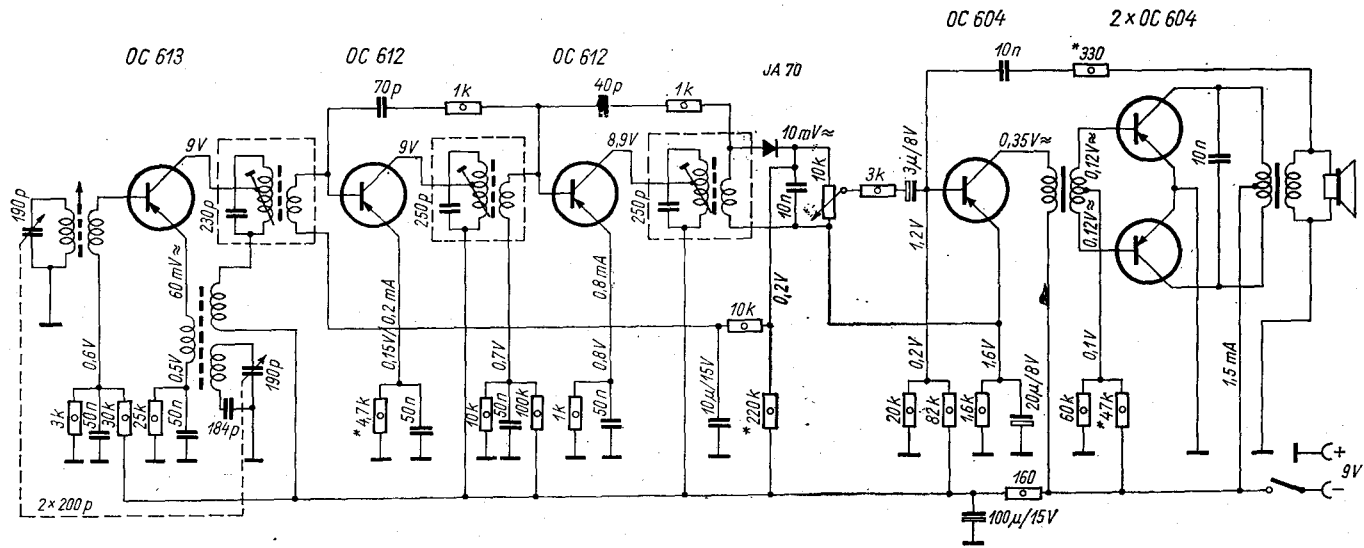 OC 613
OC 612
OC 612
JA 70
OC 604
2 × OC 604
70 p
1k
40p
1k
10n
*330
9V
9V
8,9V
10 mV≈
10k
3k
3μ/8V
0,35V≈
0,12V≈
0,12V≈
10n
190p
230p
250p
250p
10n
1,2V
60 mV≈
0,15V/0,2 mA
0,8 mA
0,2V
10k
0,6V
0,5V
190p
0,7V
0,8V
10μ/15V
0,2V
1,6V
20μ/8V
0,1V
1,5 mA
3k
50n
30k
25k
50n
184p
*4,7k
50n
10k
50n
100k
1k
50n
*220k
20k
82k
1,6k
60k
*47k
+
9V
−
2 × 200 p
160
100μ/15V